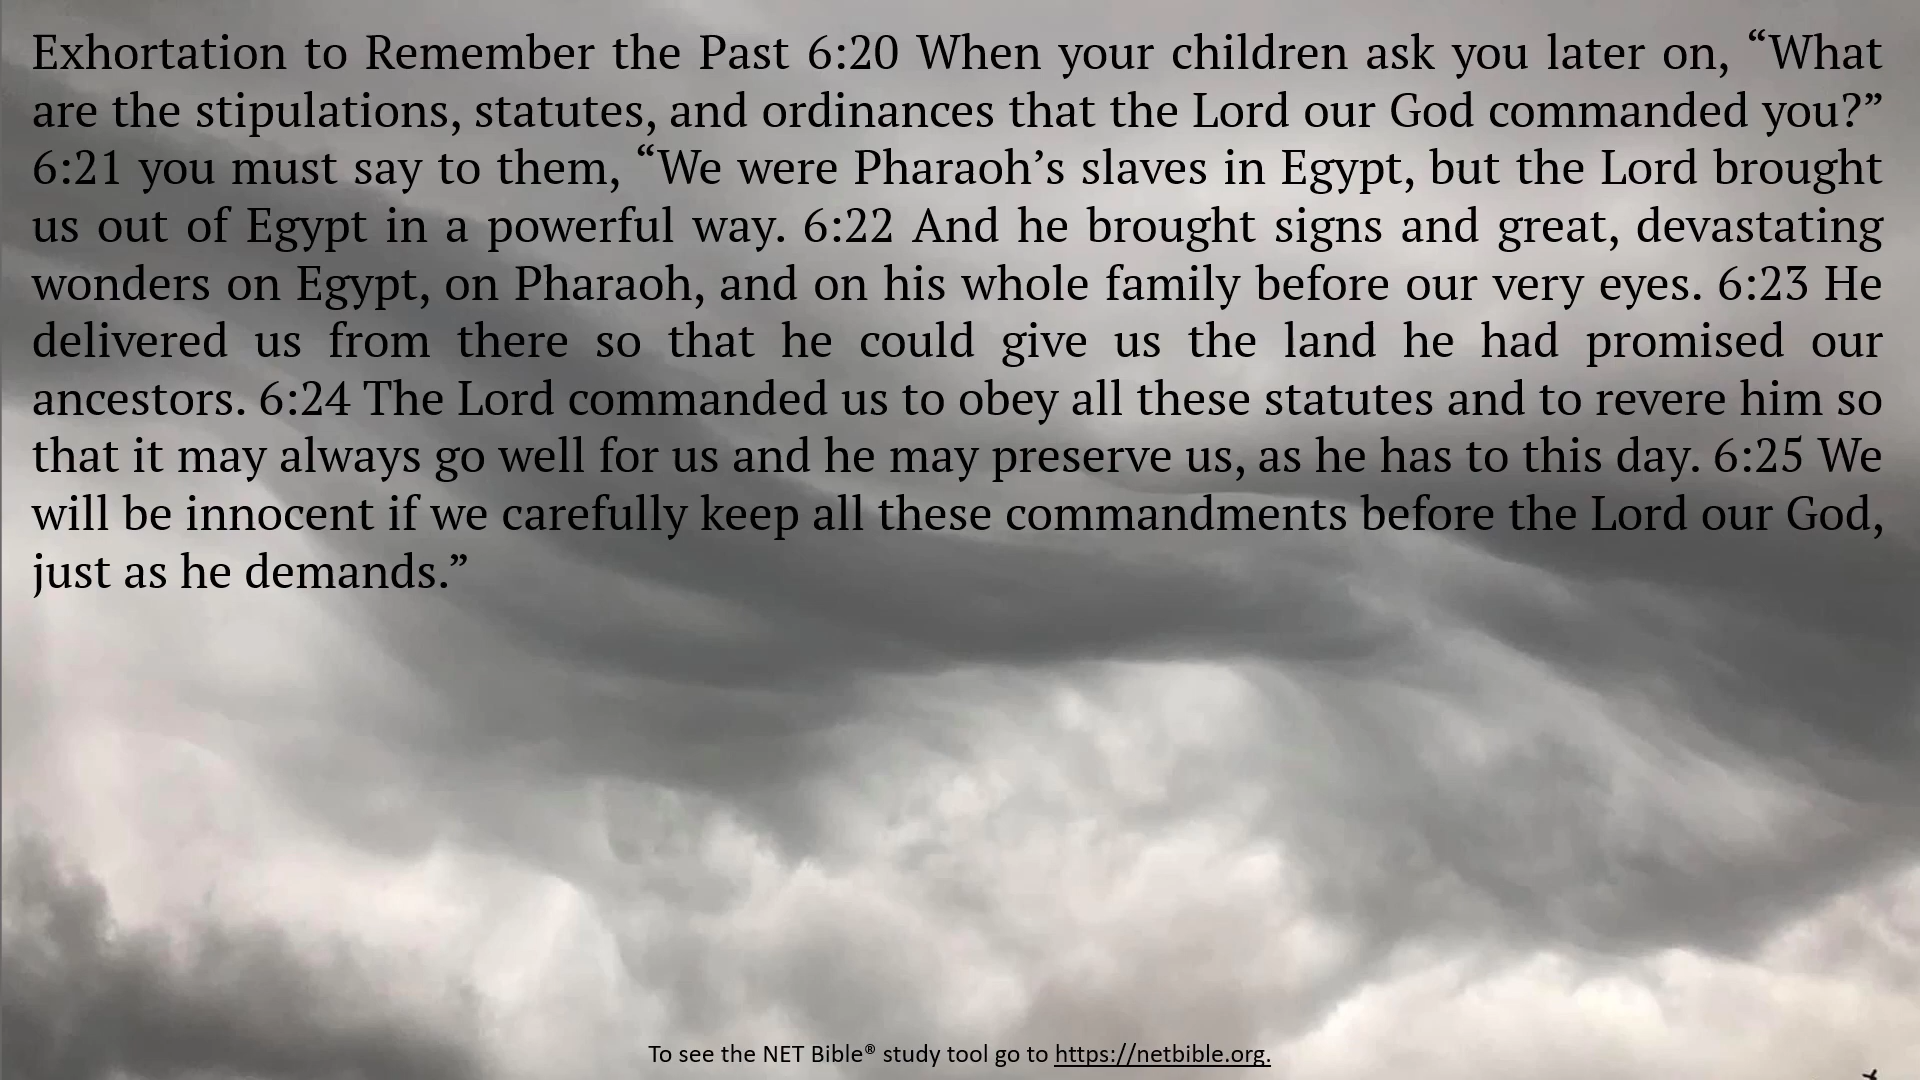 Exhortation to Remember the Past 6:20 When your children ask you later on, “What
are the stipulations, statutes, and ordinances that the Lord our God commanded you?”
6:21 you must say to them, “We were Pharaoh’s slaves in Egypt, but the Lord brought
us out of Egypt in a powerful way. 6:22 And he brought signs and great, devastating
wonders on Egypt, on Pharaoh, and on his whole family before our very eyes. 6:23 He
delivered us from there so that he could give us the land he had promised our
ancestors. 6:24 The Lord commanded us to obey all these statutes and to revere him so
that it may always go well for us and he may preserve us, as he has to this day. 6:25 We
will be innocent if we carefully keep all these commandments before the Lord our God,
just as he demands.”
To see the NET Bible® study tool go to https://netbible.org.